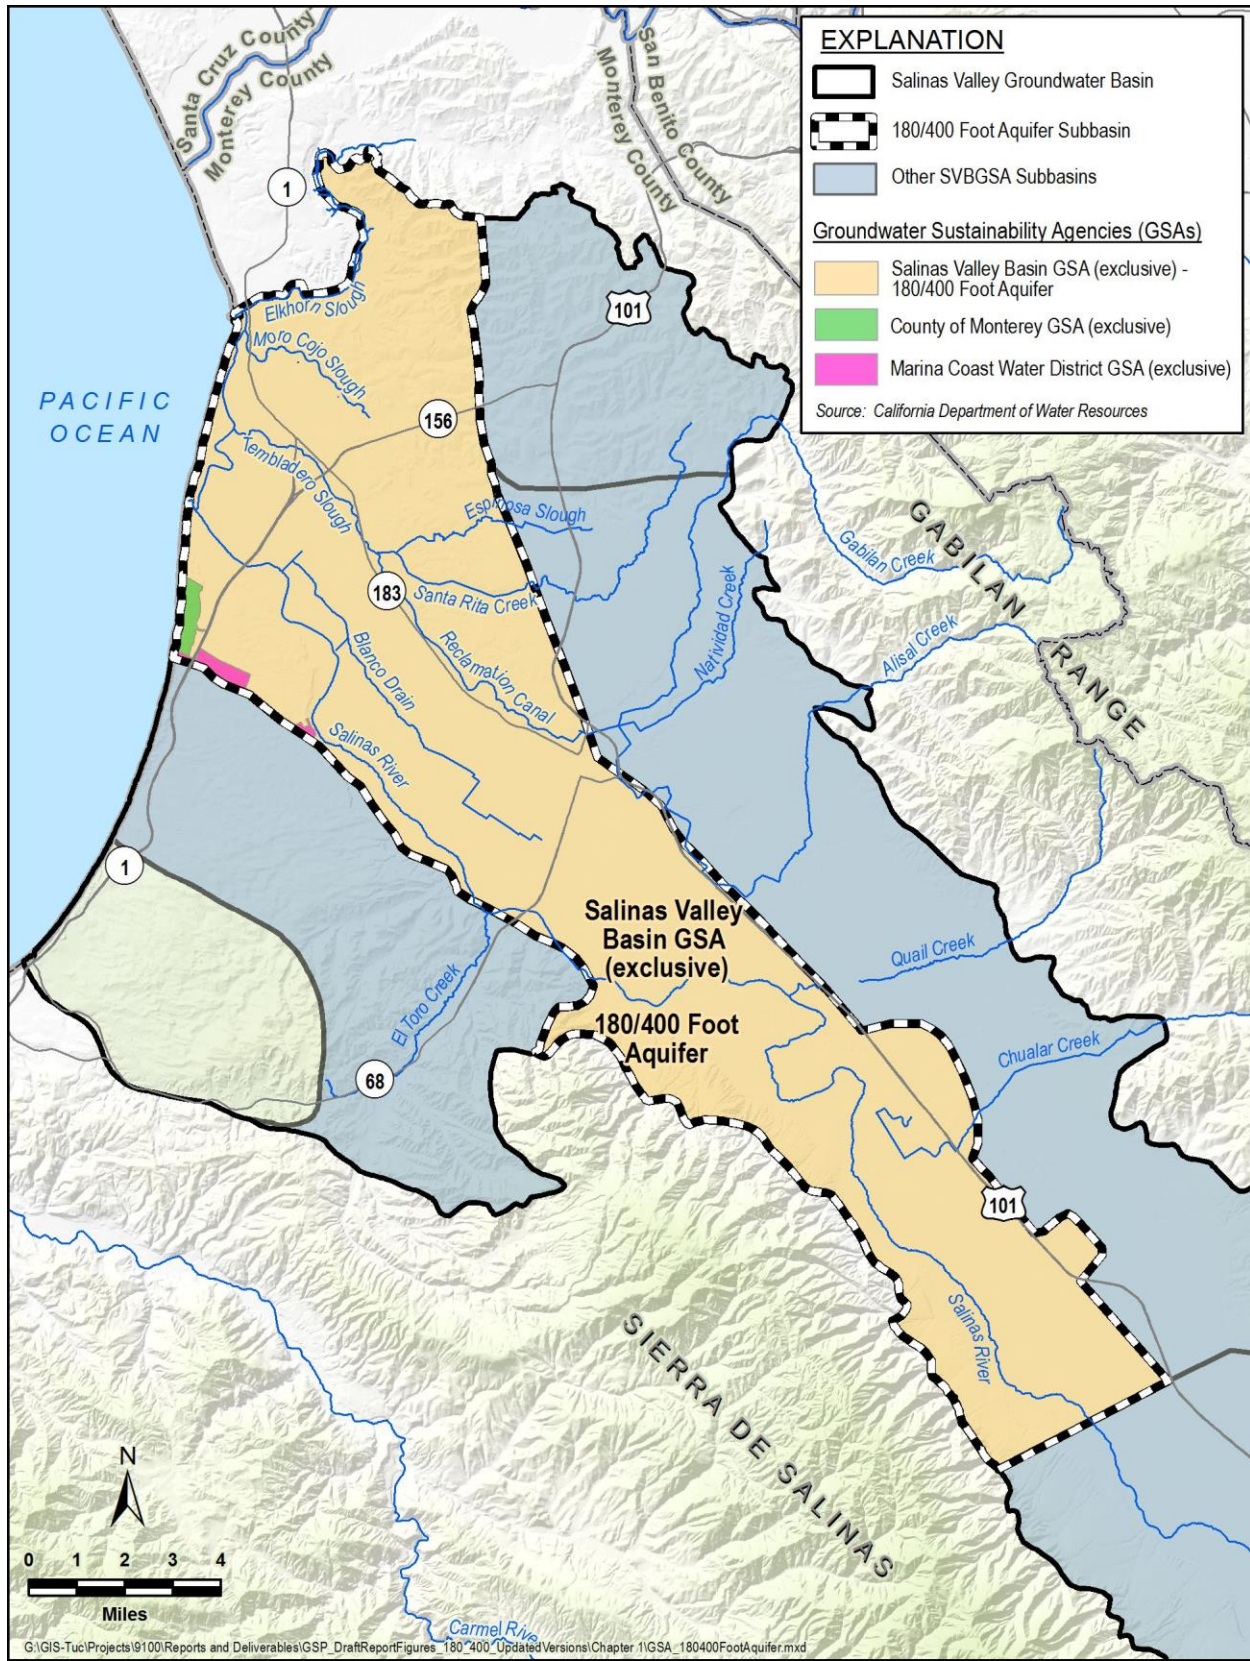 EXPLANATION
Salinas Valley Groundwater Basin
180/400 Foot Aquifer Subbasin
Other SVBGSA Subbasins
Groundwater Sustainability Agencies (GSAs)
Salinas Valley Basin GSA (exclusive) -
180/400 Foot Aquifer
County of Monterey GSA (exclusive)
Marina Coast Water District GSA (exclusive)
Source: California Department of Water Resources
Santa Cruz County
Monterey County
San Benito County
Monterey County
1
101
Elkhorn Slough
Moro Cojo Slough
PACIFIC
OCEAN
156
Tembladero Slough
Espinosa Slough
GABILAN
RANGE
Gabilan Creek
183
Santa Rita Creek
Natividad Creek
Alisal Creek
Blanco Drain
Reclamation Canal
Salinas River
1
Salinas Valley
Basin GSA
(exclusive)
180/400 Foot
Aquifer
Quail Creek
El Toro Creek
Chualar Creek
68
101
Salinas River
SIERRA DE SALINAS
N
0 1 2 3 4
Miles
Carmel River
G:\GIS-Tuc\Projects\9100\Reports and Deliverables\GSP_DraftReportFigures_180_400_UpdatedVersions\Chapter 1\GSA_180400FootAquifer.mxd